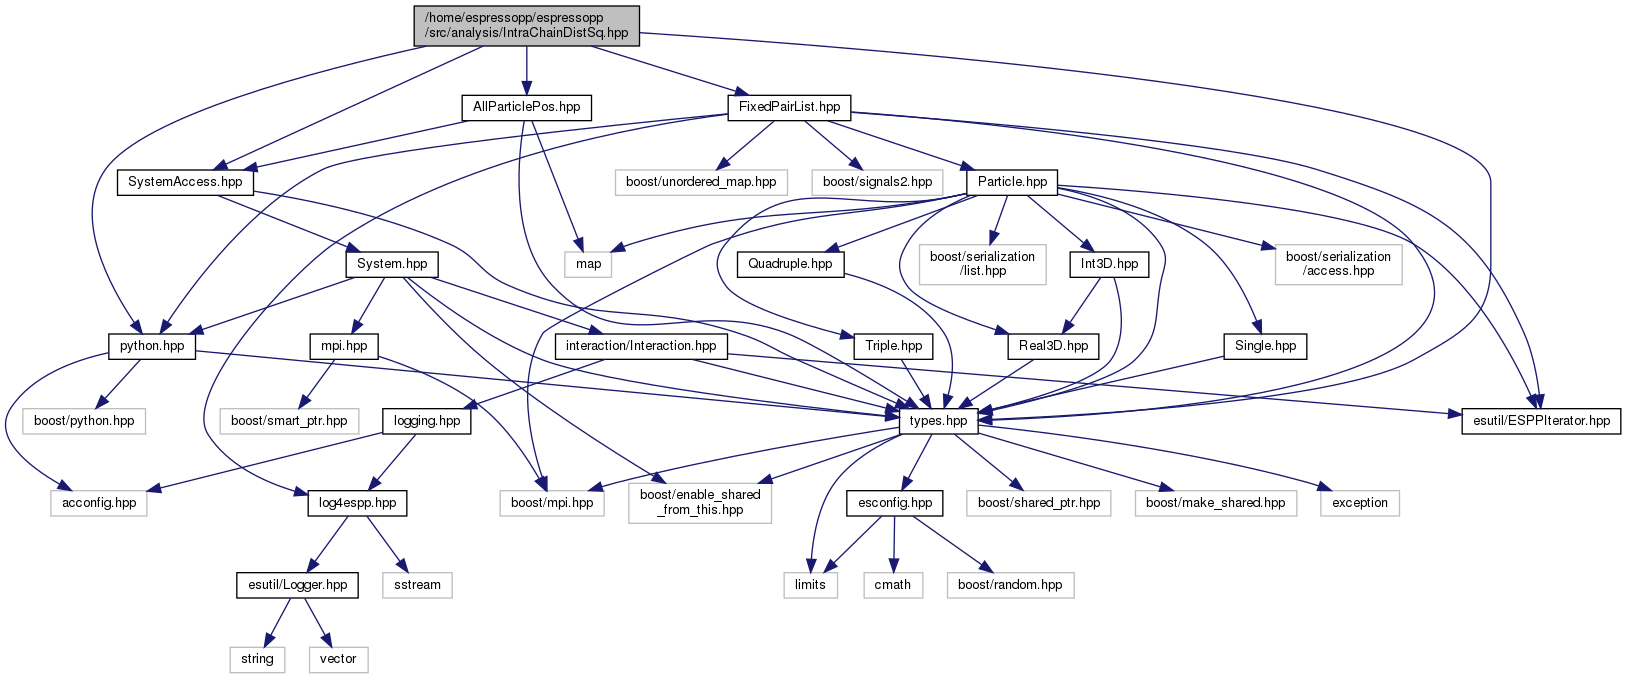 /home/espressopp/espressopp
/src/analysis/IntraChainDistSq.hpp
AllParticlePos.hpp
FixedPairList.hpp
SystemAccess.hpp
boost/unordered_map.hpp
boost/signals2.hpp
Particle.hpp
System.hpp
map
Quadruple.hpp
boost/serialization
/list.hpp
Int3D.hpp
boost/serialization
/access.hpp
python.hpp
mpi.hpp
interaction/Interaction.hpp
Triple.hpp
Real3D.hpp
Single.hpp
boost/python.hpp
boost/smart_ptr.hpp
logging.hpp
types.hpp
esutil/ESPPIterator.hpp
acconfig.hpp
log4espp.hpp
boost/mpi.hpp
boost/enable_shared
_from_this.hpp
esconfig.hpp
boost/shared_ptr.hpp
boost/make_shared.hpp
exception
esutil/Logger.hpp
sstream
limits
cmath
boost/random.hpp
string
vector